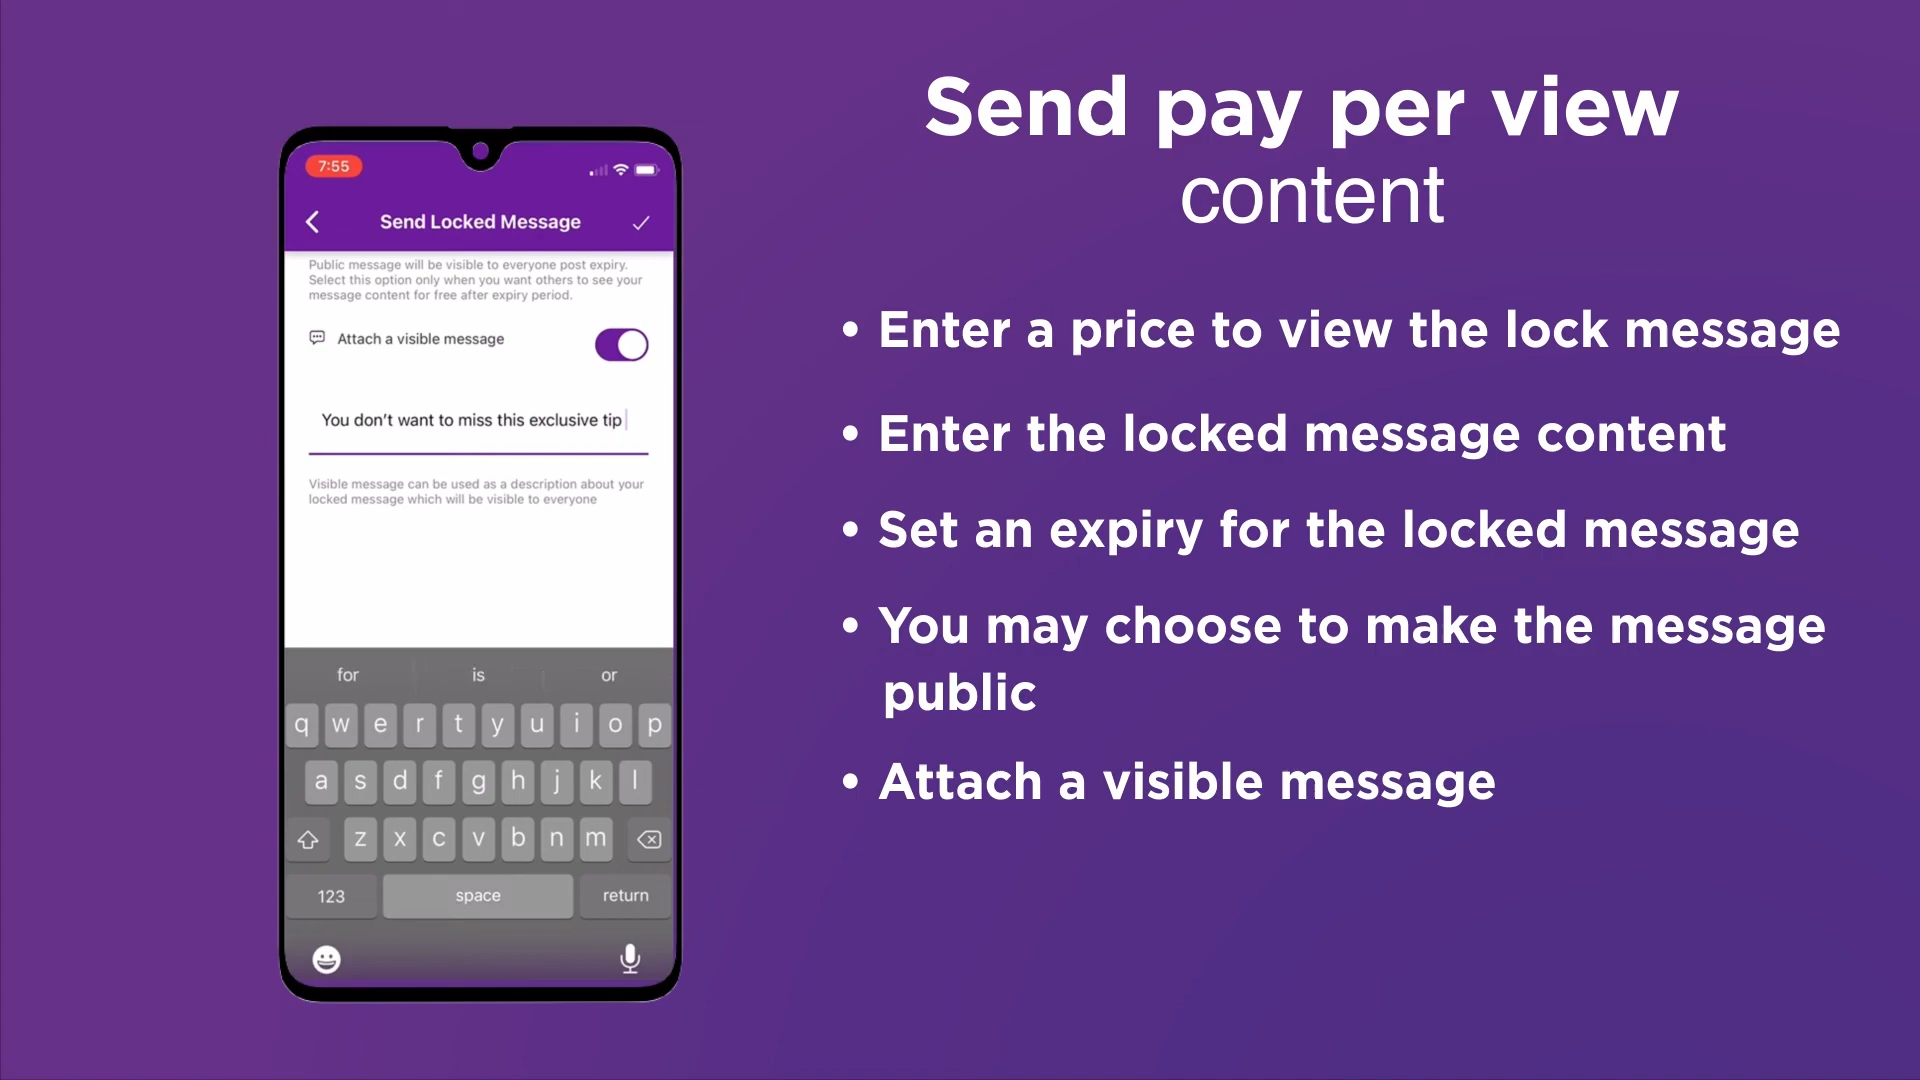 7:55
Send Locked Message
Public message will be visible to everyone post expiry.
Select this option only when you want others to see your
message content for free after expiry period.
Attach a visible message
You don't want to miss this exclusive tip
Visible message can be used as a description about your
locked message which will be visible to everyone
for is or
q w e r t y u i o p
a s d f g h j k l
z x c v b n m
123 space return
Send pay per view
content
• Enter a price to view the lock message
• Enter the locked message content
• Set an expiry for the locked message
• You may choose to make the message
public
• Attach a visible message